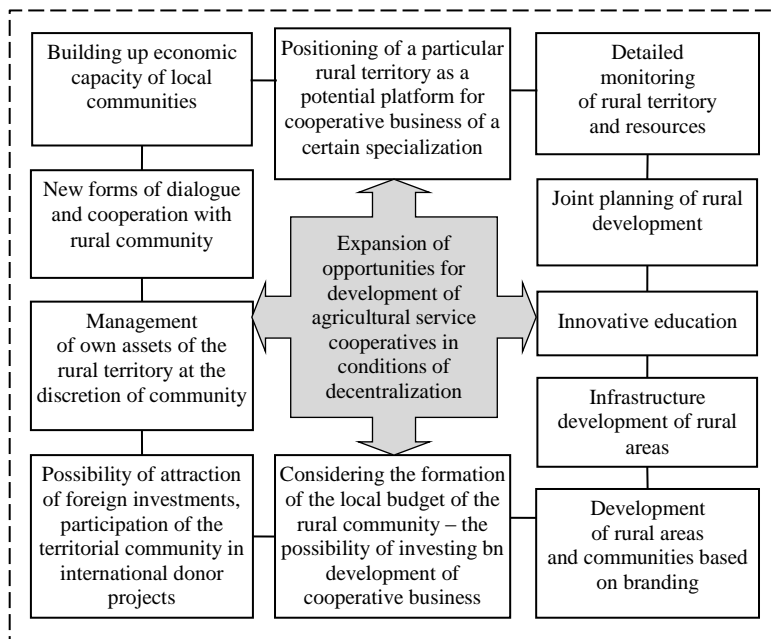 Building up economic
capacity of local
communities
Positioning of a particular
rural territory as a
potential platform for
cooperative business of a
certain specialization
Detailed
monitoring
of rural territory
and resources
New forms of dialogue
and cooperation with
rural community
Joint planning of rural
development
Expansion of
opportunities for
development of
agricultural service
cooperatives in
conditions of
decentralization
Management
of own assets of the
rural territory at the
discretion of community
Innovative education
Infrastructure
development of rural
areas
Possibility of attraction
of foreign investments,
participation of the
territorial community in
international donor
projects
Considering the formation
of the local budget of the
rural community – the
possibility of investing bn
development of
cooperative business
Development
of rural areas
and communities based
on branding